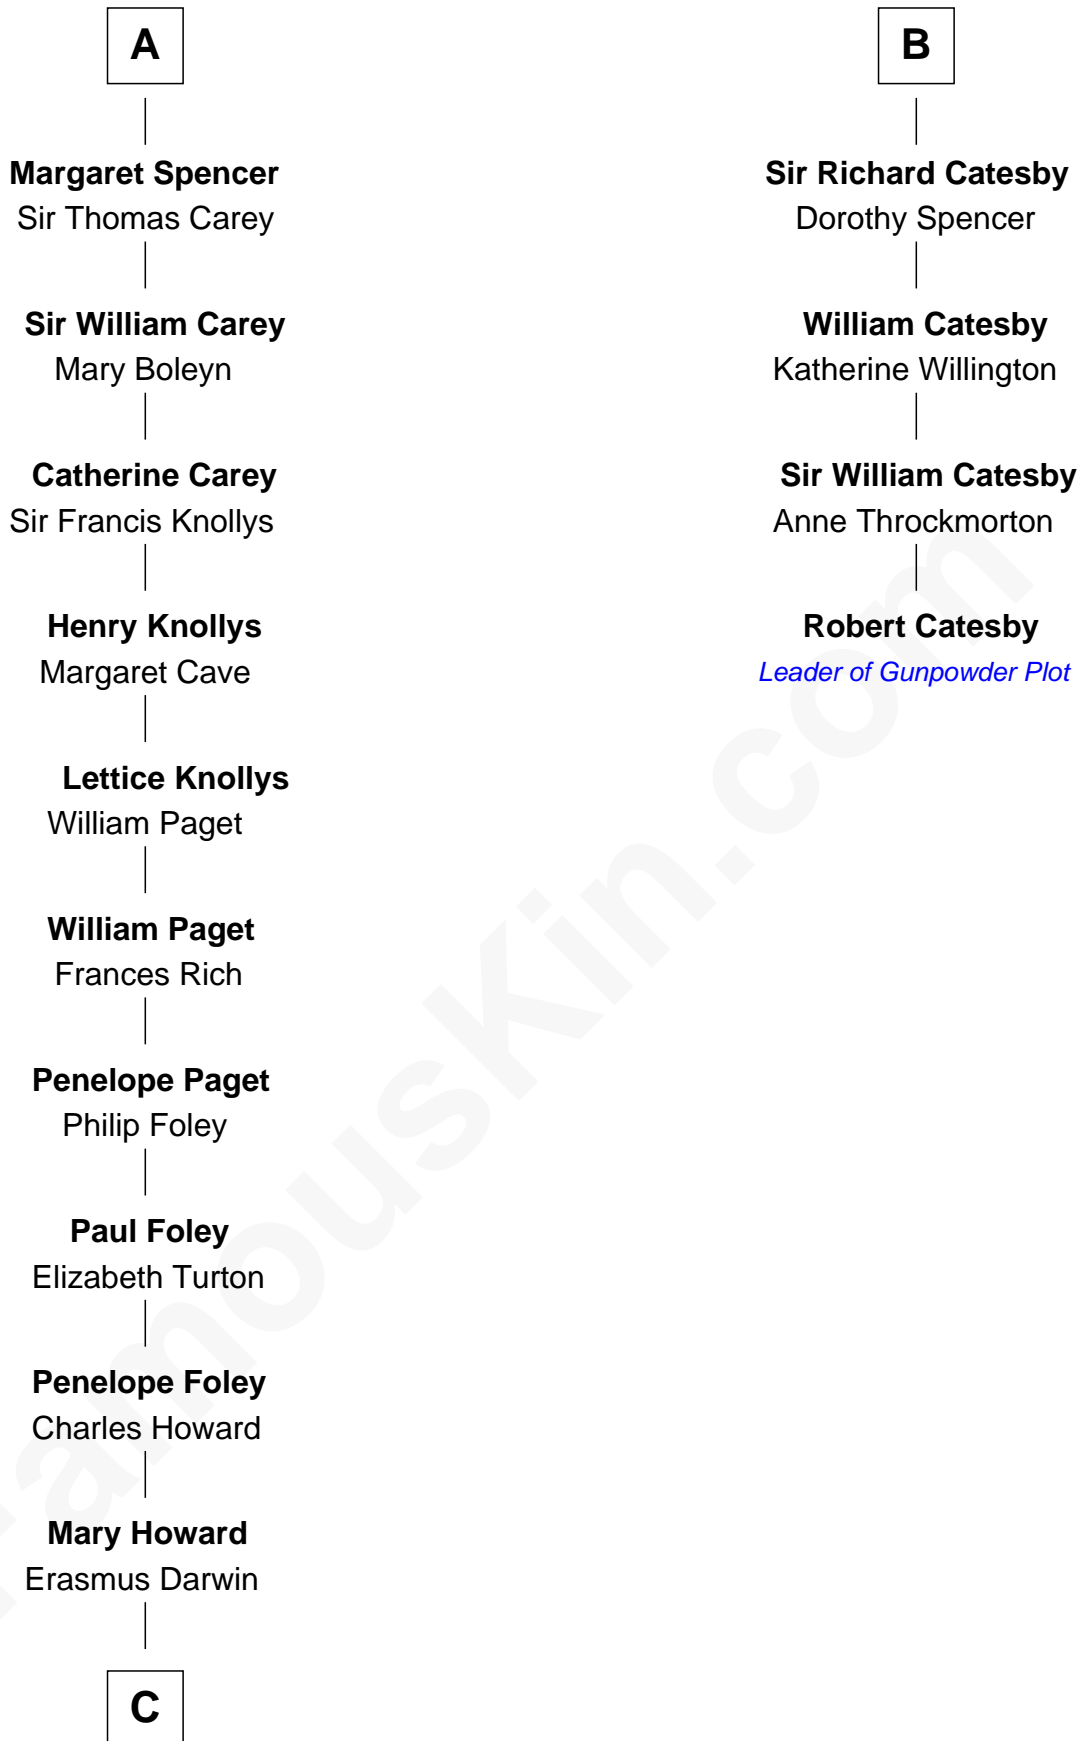 A
Margaret Spencer
Sir Thomas Carey
Sir William Carey
Mary Boleyn
Catherine Carey
Sir Francis Knollys
Henry Knollys
Margaret Cave
Lettice Knollys
William Paget
William Paget
Frances Rich
Penelope Paget
Philip Foley
Paul Foley
Elizabeth Turton
Penelope Foley
Charles Howard
Mary Howard
Erasmus Darwin
C
B
Sir Richard Catesby
Dorothy Spencer
William Catesby
Katherine Willington
Sir William Catesby
Anne Throckmorton
Robert Catesby
Leader of Gunpowder Plot
FamousKin.com